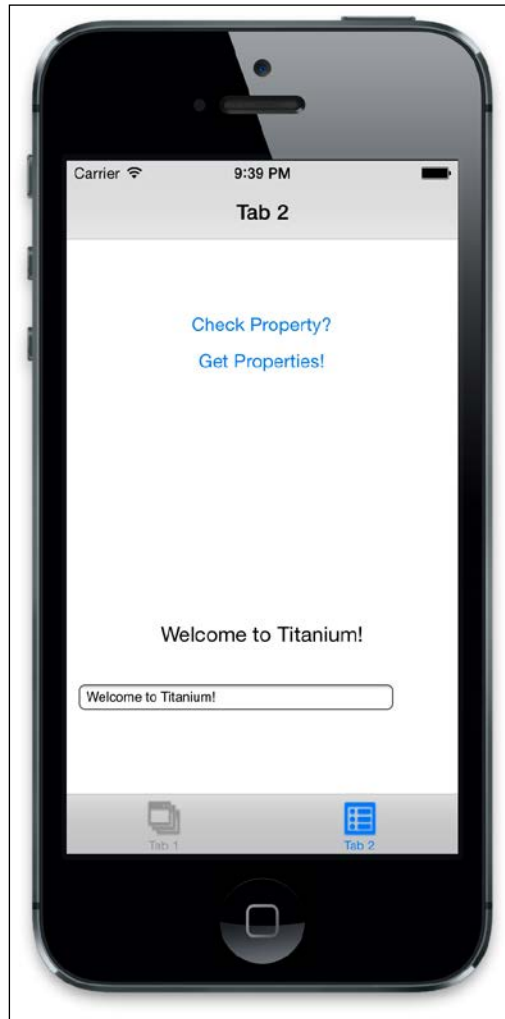 Carrier 9:39 PM
Tab 2
Check Property?
Get Properties!
Welcome to Titanium!
Welcome to Titanium!
Tab 1 Tab 2